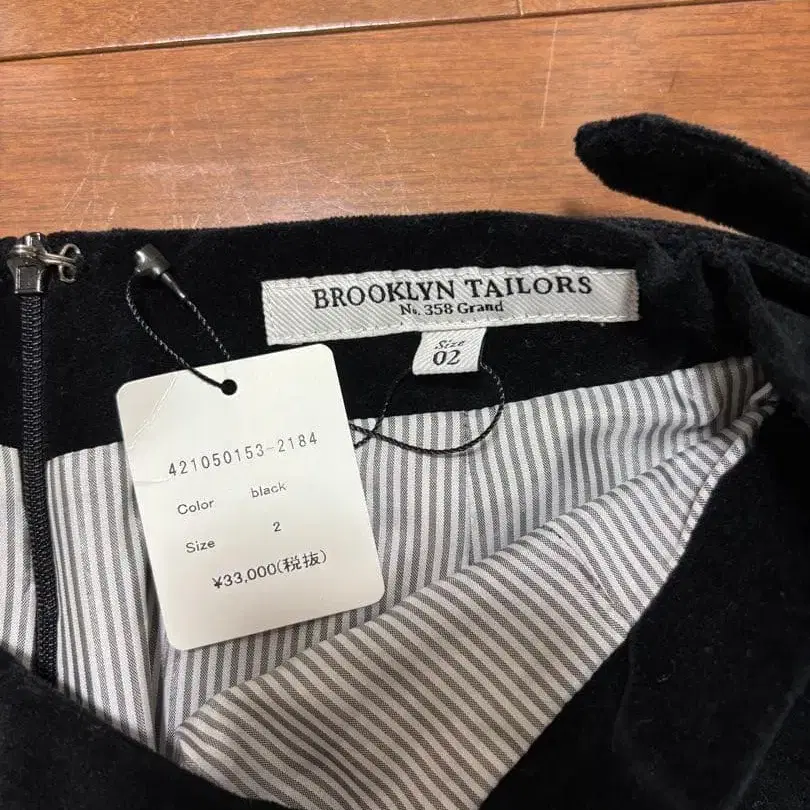 BROOKLYN TAILORS
No. 358 Grand
Size
02
421050153-2184
Color black
Size 2
¥33,000(税抜)